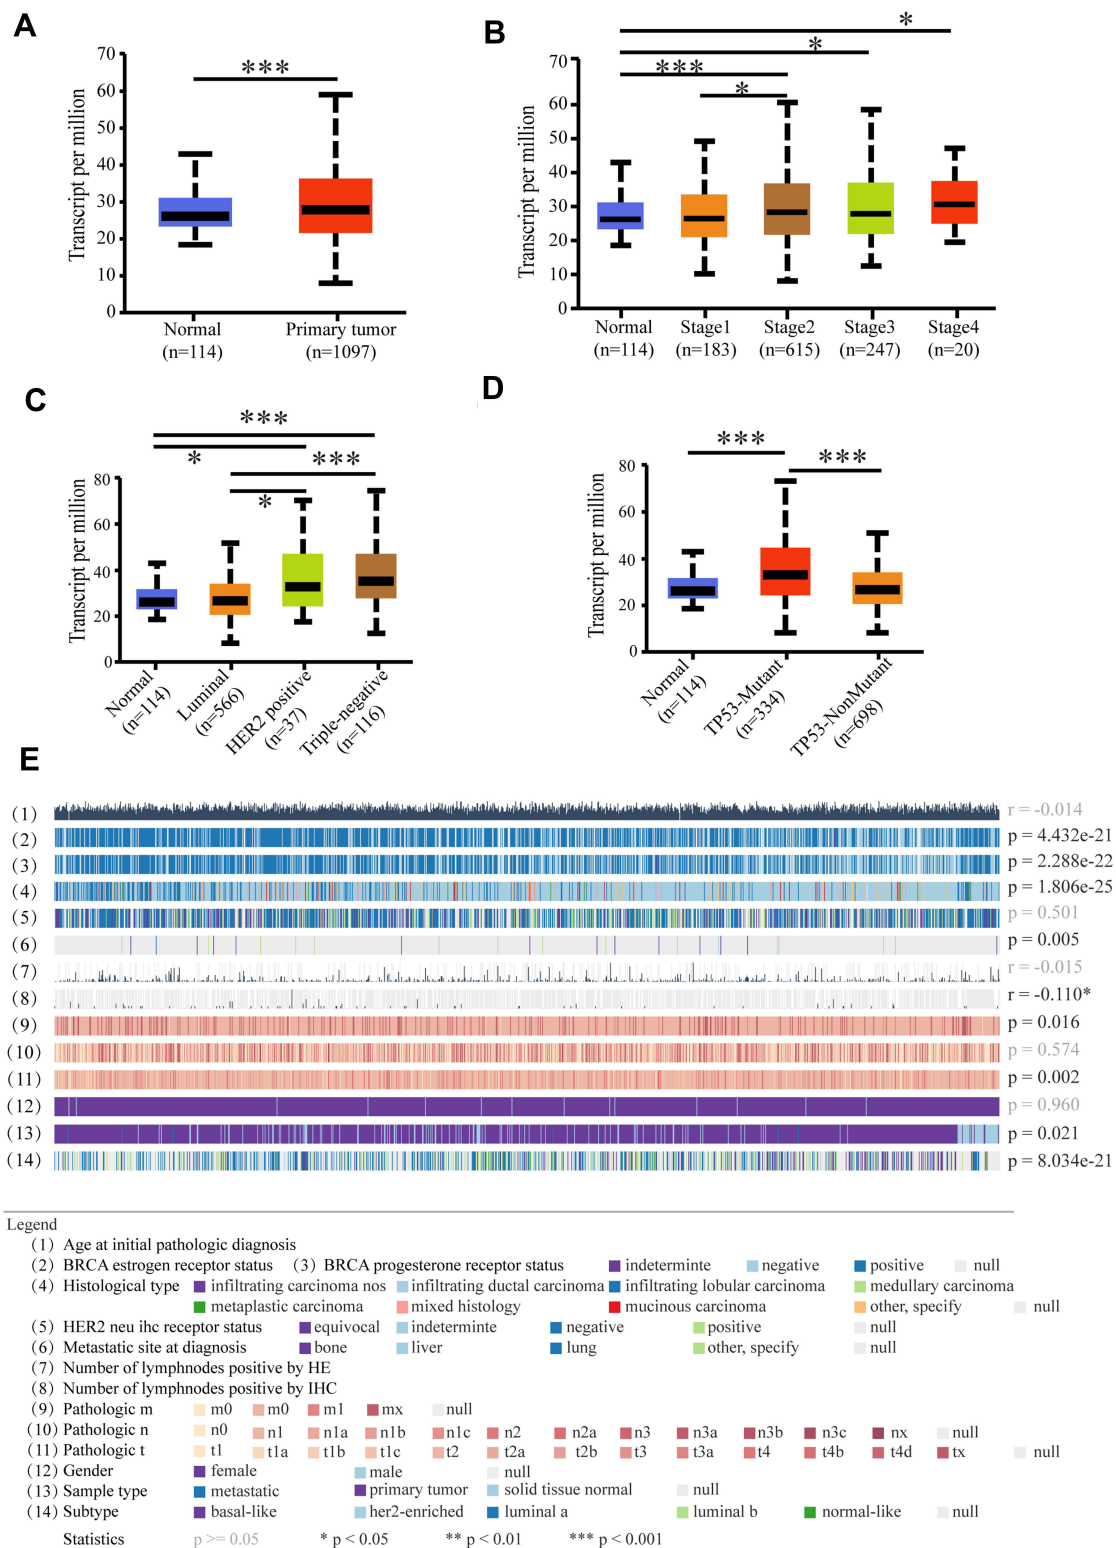 A
70
60
50
40
30
20
10
0
Transcript per million
***
Normal
(n=114)
Primary tumor
(n=1097)
B
70
60
50
40
30
20
10
0
Transcript per million
*
*
***
*
Normal
(n=114)
Stage1
(n=183)
Stage2
(n=615)
Stage3
(n=247)
Stage4
(n=20)
C
80
60
40
20
0
Transcript per million
***
*
***
*
Normal
(n=114)
Luminal
(n=566)
HER2 positive
(n=37)
Triple-negative
(n=116)
D
80
60
40
20
0
Transcript per million
***
***
Normal
(n=114)
TP53-Mutant
(n=334)
TP53-NonMutant
(n=698)
E
(1) r = -0.014
(2) p = 4.432e-21
(3) p = 2.288e-22
(4) p = 1.806e-25
(5) p = 0.501
(6) p = 0.005
(7) r = -0.015
(8) r = -0.110*
(9) p = 0.016
(10) p = 0.574
(11) p = 0.002
(12) p = 0.960
(13) p = 0.021
(14) p = 8.034e-21
Legend
(1) Age at initial pathologic diagnosis
(2) BRCA estrogen receptor status (3) BRCA progesterone receptor status indeterminte negative positive null
(4) Histological type infiltrating carcinoma nos infiltrating ductal carcinoma infiltrating lobular carcinoma medullary carcinoma
metaplastic carcinoma mixed histology mucinous carcinoma other, specify null
(5) HER2 neu ihc receptor status equivocal indeterminte negative positive null
(6) Metastatic site at diagnosis bone liver lung other, specify null
(7) Number of lymphnodes positive by HE
(8) Number of lymphnodes positive by IHC
(9) Pathologic m m0 m0 m1 mx null
(10) Pathologic n n0 n1 n1a n1b n1c n2 n2a n3 n3a n3b n3c nx null
(11) Pathologic t t1 t1a t1b t1c t2 t2a t2b t3 t3a t4 t4b t4d tx null
(12) Gender female male null
(13) Sample type metastatic primary tumor solid tissue normal null
(14) Subtype basal-like her2-enriched luminal a luminal b normal-like null
Statistics p >= 0.05 * p < 0.05 ** p < 0.01 *** p < 0.001